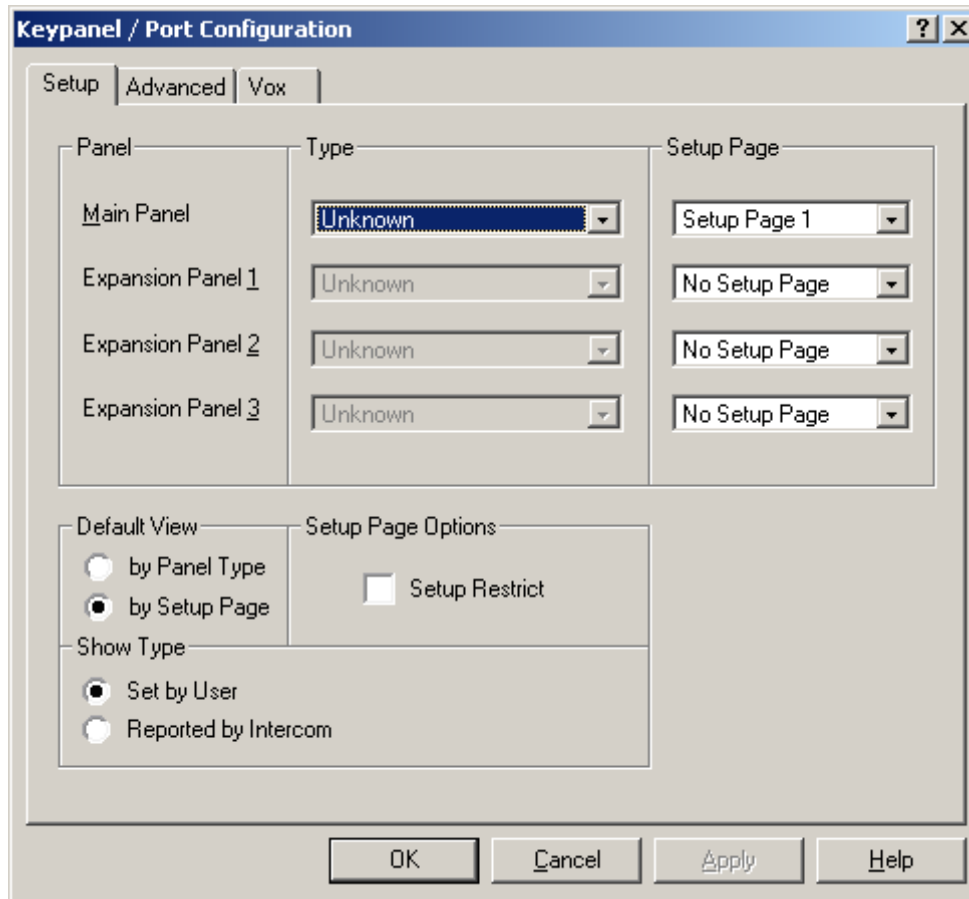 Keypanel / Port Configuration
Setup Advanced Vox
Panel Type Setup Page
Main Panel Unknown Setup Page 1
Expansion Panel 1 Unknown No Setup Page
Expansion Panel 2 Unknown No Setup Page
Expansion Panel 3 Unknown No Setup Page
Default View Setup Page Options
by Panel Type
Setup Restrict
by Setup Page
Show Type
Set by User
Reported by Intercom
OK Cancel Apply Help